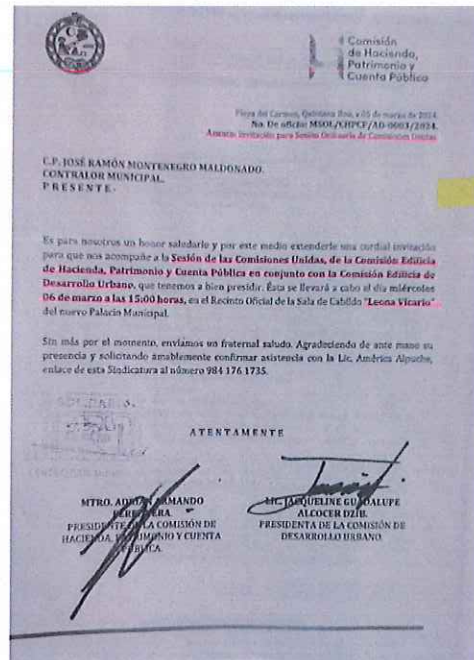 Comisión
de Hacienda,
Patrimonio y
Cuenta Pública
Playa del Carmen, Quintana Roo, a 05 de marzo de 2024.
No. De oficio: MSOL/CHPCP/AD-0003/2024.
Asunto: Invitación para Sesión Ordinaria de Comisiones Unidas
C.P. JOSÉ RAMÓN MONTENEGRO MALDONADO.
CONTRALOR MUNICIPAL.
P R E S E N T E.-
Es para nosotros un honor saludarlo y por este medio extenderle una cordial invitación
para que nos acompañe a la Sesión de las Comisiones Unidas, de la Comisión Edilicia
de Hacienda, Patrimonio y Cuenta Pública en conjunto con la Comisión Edilicia de
Desarrollo Urbano, que tenemos a bien presidir. Ésta se llevará a cabo el día miércoles
06 de marzo a las 15:00 horas, en el Recinto Oficial de la Sala de Cabildo "Leona Vicario"
del nuevo Palacio Municipal.
Sin más por el momento, enviamos un fraternal saludo. Agradeciendo de ante mano su
presencia y solicitando amablemente confirmar asistencia con la Lic. América Alpuche,
enlace de esta Sindicatura al número 984 176 1735.
A T E N T A M E N T E
MTRO. ADRIÁN ARMANDO
PÉREZ VERA.
PRESIDENTE DE LA COMISIÓN DE
HACIENDA, PATRIMONIO Y CUENTA
PÚBLICA.
LIC. JACQUELINE GUADALUPE
ALCOCER DZIB.
PRESIDENTA DE LA COMISIÓN DE
DESARROLLO URBANO.